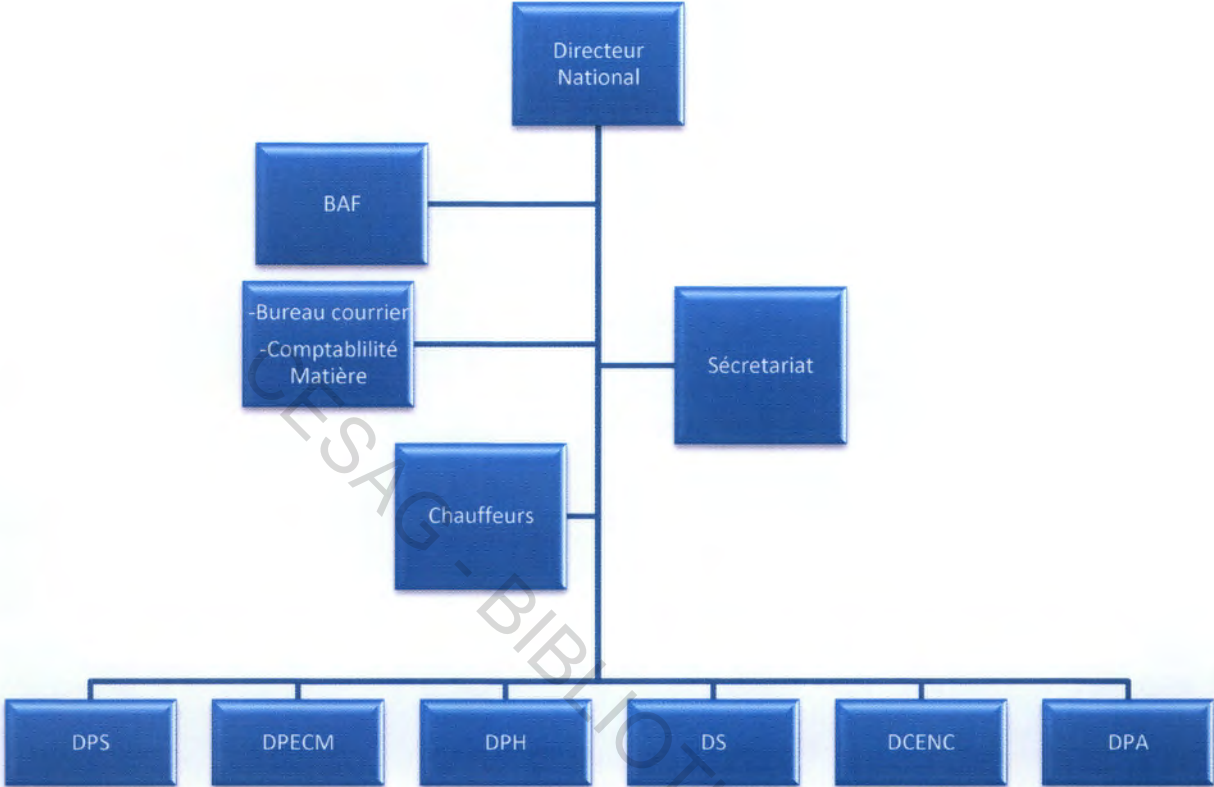 Directeur
National
BAF
-Bureau courrier
-Comptablilité
Matière
Sécretariat
Chauffeurs
DPS
DPECM
DPH
DS
DCENC
DPA
CESAG - BIBLIOT